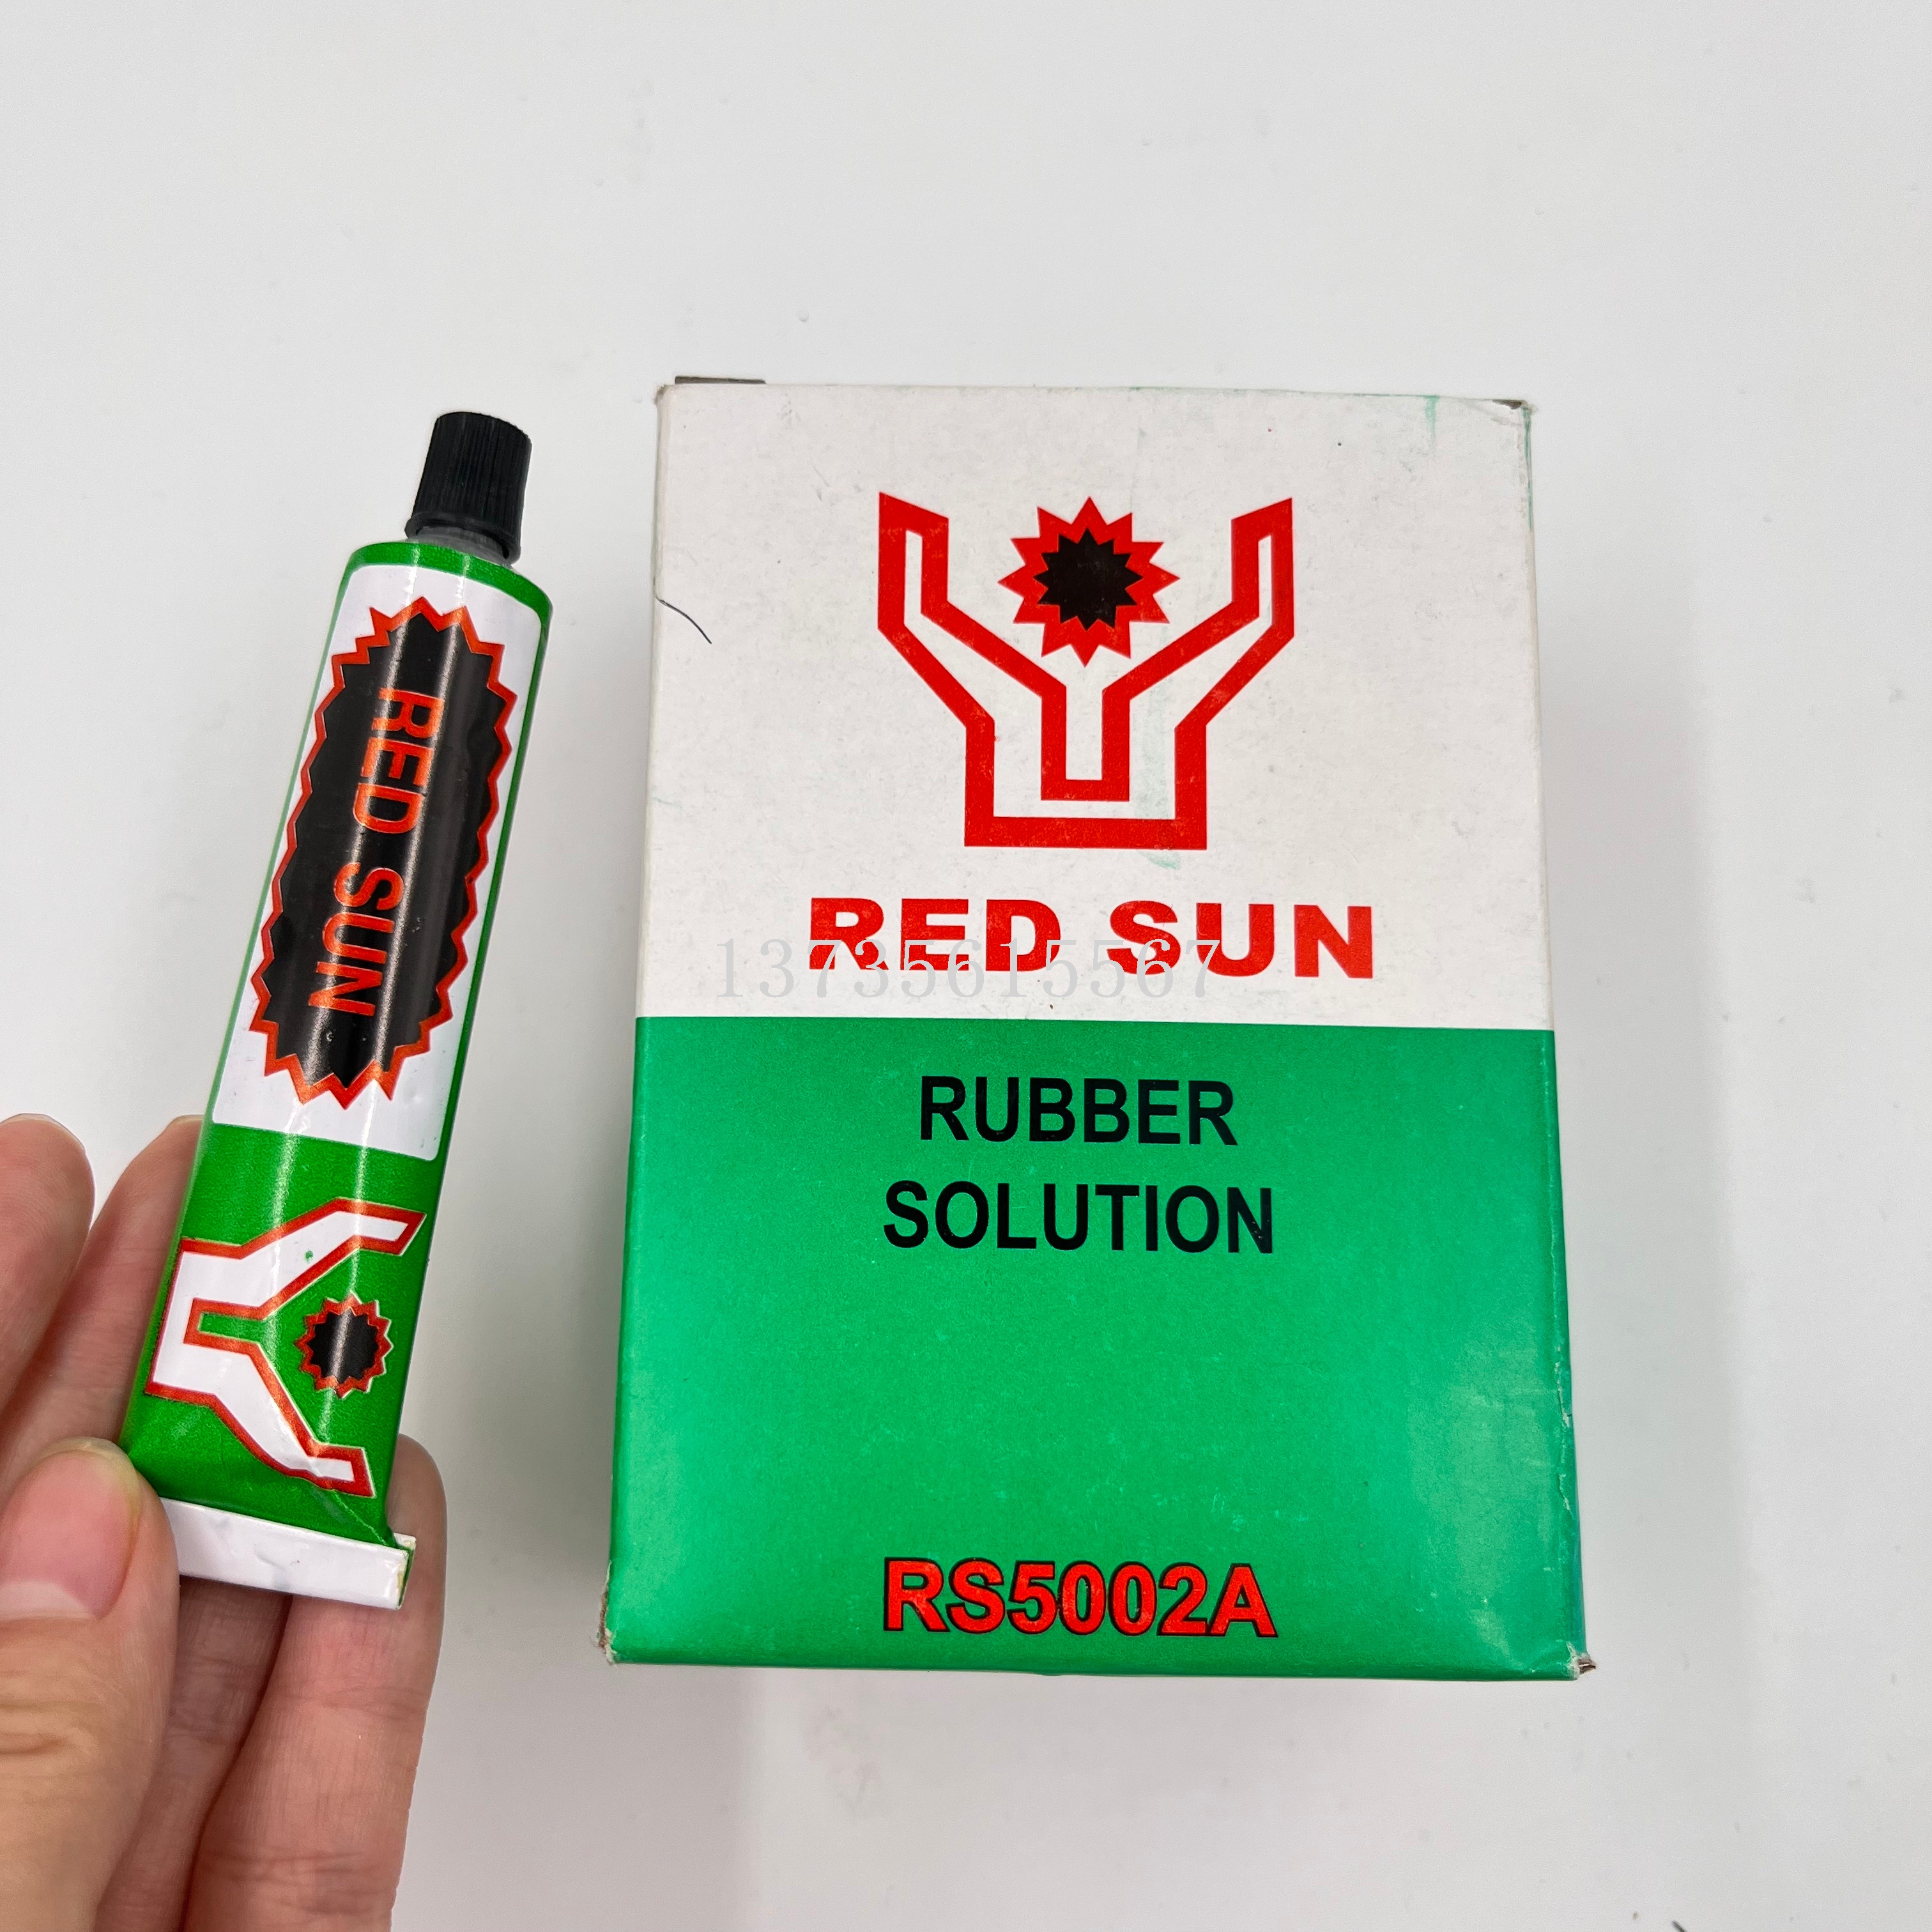 RED SUN
RED SUN
13735615567
RUBBER
SOLUTION
RS5002A